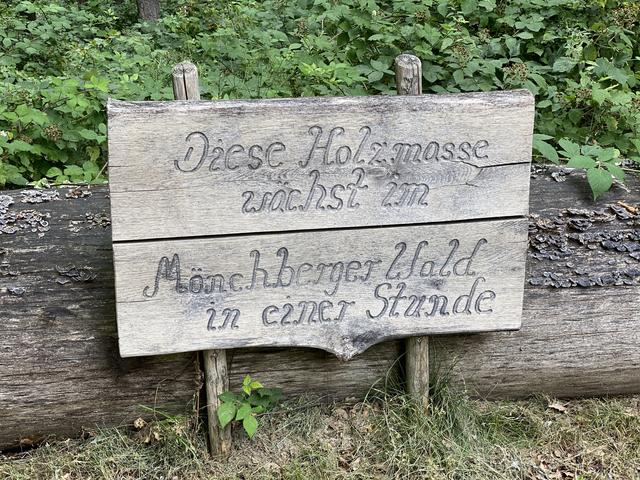 Diese Holzmasse
wächst im
Mönchberger Wald
in einer Stunde